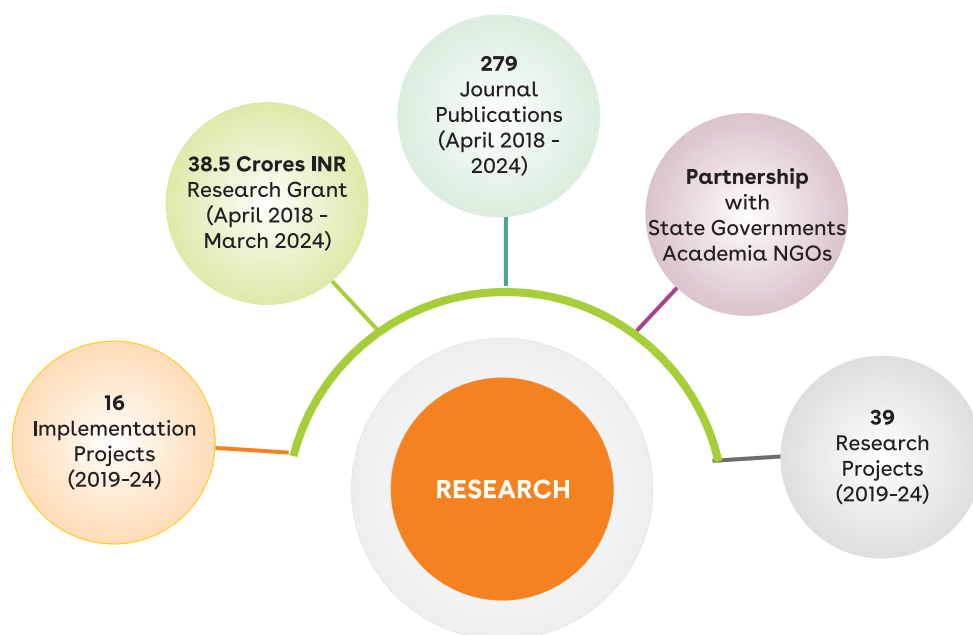 16
Implementation
Projects
(2019-24)
38.5 Crores INR
Research Grant
(April 2018 -
March 2024)
279
Journal
Publications
(April 2018 -
2024)
Partnership
with
State Governments
Academia NGOs
39
Research
Projects
(2019-24)
RESEARCH